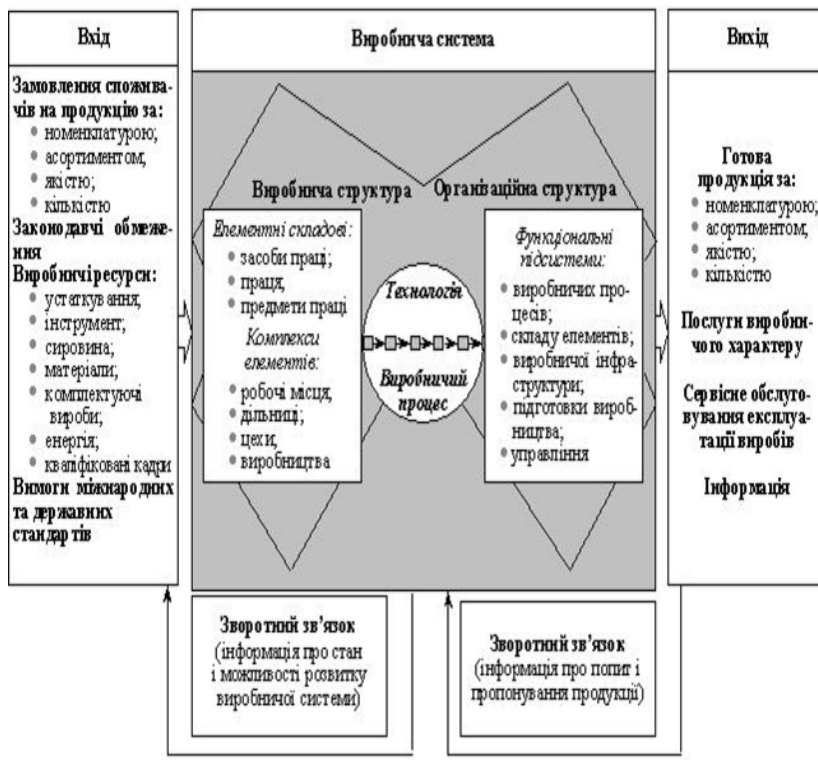 Вхід
Замовлення спожива-
чів на продукцію за:
номенклатурою;
асортиментом;
якістю;
кількістю
Законодавчі обмеже-
ння
Виробничі ресурси:
устаткування,
інструмент;
сировина;
матеріали;
комплектуючі
вироби;
енергія;
кваліфіковані кадри
Вимоги міжнародних
та державних
стандартів
Виробнича система
Виробнича структура
Елементні складові:
засоби праці;
праця,
предмети праці
Комплекси
елементів:
робочі місця,
дільниці;
цехи,
виробництва
Технологія
Виробничий
процес
Організаційна структура
Функціональні
підсистеми:
виробничих про-
цесів;
складу елементів;
виробничої інфра-
структури;
підготовки вироб-
ництва;
управління
Вихід
Готова
продукція за:
номенклатурою;
асортиментом;
якістю;
кількістю
Послуги виробни-
чого характеру
Сервісне обслуго-
вування експлуа-
тації виробів
Інформація
Зворотний зв'язок
(інформація про стан
і можливості розвитку
виробничої системи)
Зворотний зв'язок
(інформація про попит і
пропонування продукції)